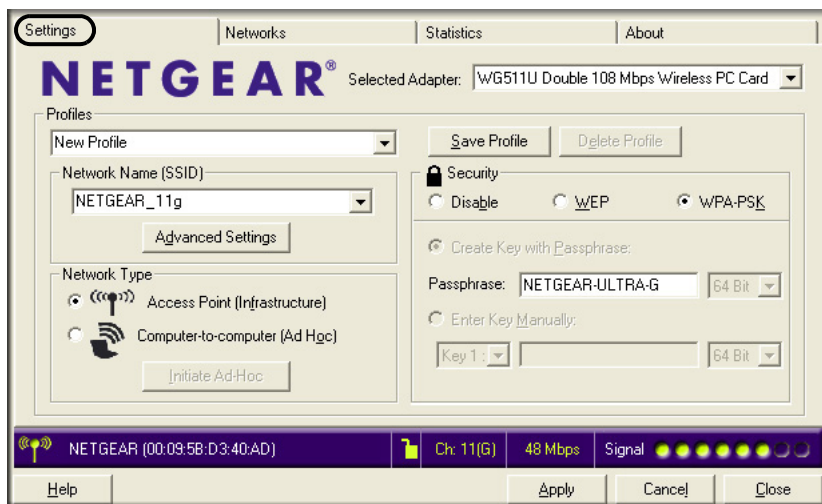 Settings Networks Statistics About
NETGEAR® Selected Adapter: WG511U Double 108 Mbps Wireless PC Card
Profiles
New Profile Save Profile Delete Profile
Network Name (SSID)
NETGEAR_11g
Advanced Settings
Security
Disable WEP WPA-PSK
Create Key with Passphrase:
Passphrase: NETGEAR-ULTRA-G 64 Bit
Enter Key Manually:
Key 1 : 64 Bit
Network Type
Access Point (Infrastructure)
Computer-to-computer (Ad Hoc)
Initiate Ad-Hoc
NETGEAR (00:09:5B:D3:40:AD) Ch: 11(G) 48 Mbps Signal
Help Apply Cancel Close